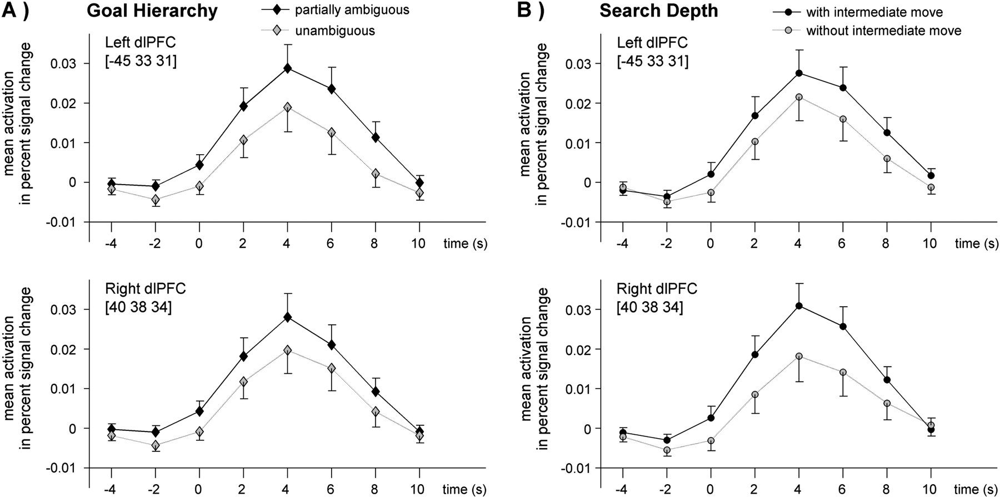 A )
Goal Hierarchy
partially ambiguous
unambiguous
Left dlPFC
[-45 33 31]
mean activation
in percent signal change
0.03
0.02
0.01
0
-0.01
-4 -2 0 2 4 6 8 10 time (s)
Right dlPFC
[40 38 34]
mean activation
in percent signal change
0.03
0.02
0.01
0
-0.01
-4 -2 0 2 4 6 8 10 time (s)
B )
Search Depth
with intermediate move
without intermediate move
Left dlPFC
[-45 33 31]
mean activation
in percent signal change
0.03
0.02
0.01
0
-0.01
-4 -2 0 2 4 6 8 10 time (s)
Right dlPFC
[40 38 34]
mean activation
in percent signal change
0.03
0.02
0.01
0
-0.01
-4 -2 0 2 4 6 8 10 time (s)